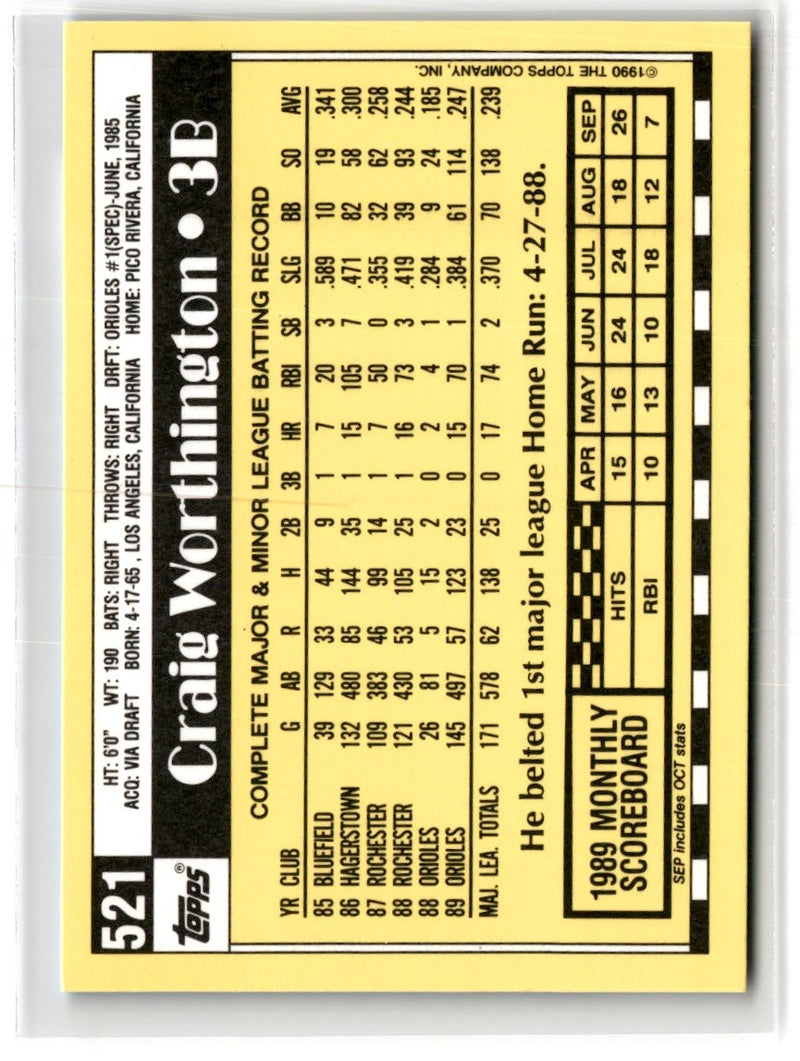 521
HT: 6'0" WT: 190 BATS: RIGHT THROWS: RIGHT DRFT: ORIOLES #1(SPEC)-JUNE, 1985
ACQ: VIA DRAFT BORN: 4-17-65 , LOS ANGELES, CALIFORNIA HOME: PICO RIVERA, CALIFORNIA
topps®
Craig Worthington • 3B
COMPLETE MAJOR & MINOR LEAGUE BATTING RECORD
YR CLUB G AB R H 2B 3B HR RBI SB SLG BB SO AVG
85 BLUEFIELD 39 129 33 44 9 1 7 20 3 .589 10 19 .341
86 HAGERSTOWN 132 480 85 144 35 1 15 105 7 .471 82 58 .300
87 ROCHESTER 109 383 46 99 14 1 7 50 0 .355 32 62 .258
88 ROCHESTER 121 430 53 105 25 1 16 73 3 .419 39 93 .244
88 ORIOLES 26 81 5 15 2 0 2 4 1 .284 9 24 .185
89 ORIOLES 145 497 57 123 23 0 15 70 1 .384 61 114 .247
MAJ. LEA. TOTALS 171 578 62 138 25 0 17 74 2 .370 70 138 .239
He belted 1st major league Home Run: 4-27-88.
1989 MONTHLY
SCOREBOARD
APR MAY JUN JUL AUG SEP
HITS 15 16 24 24 18 26
RBI 10 13 10 18 12 7
SEP includes OCT stats
©1990 THE TOPPS COMPANY, INC.